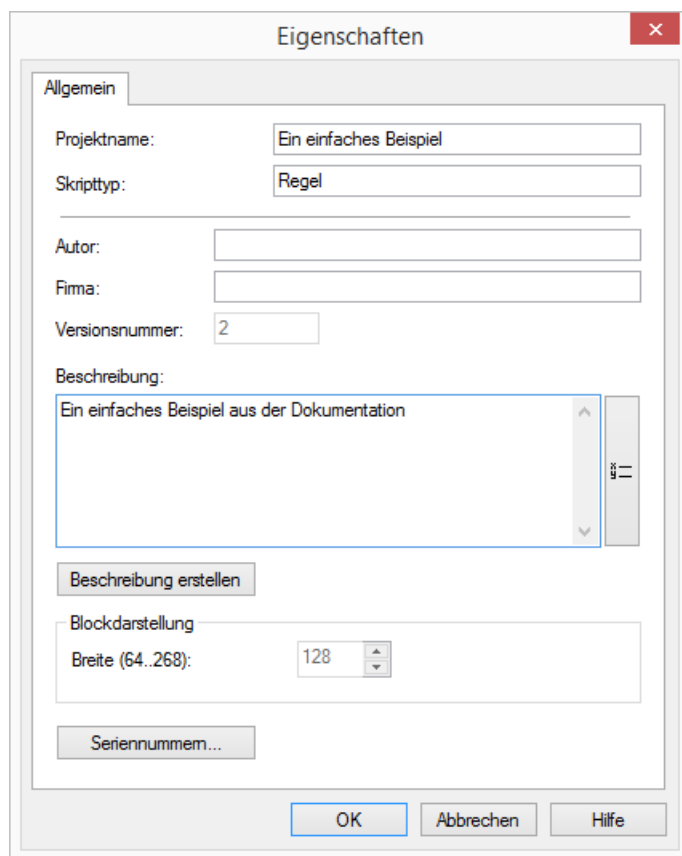 Eigenschaften
Allgemein
Projektname: Ein einfaches Beispiel
Skripttyp: Regel
Autor:
Firma:
Versionsnummer: 2
Beschreibung:
Ein einfaches Beispiel aus der Dokumentation
Beschreibung erstellen
Blockdarstellung
Breite (64..268): 128
Seriennummern...
OK Abbrechen Hilfe